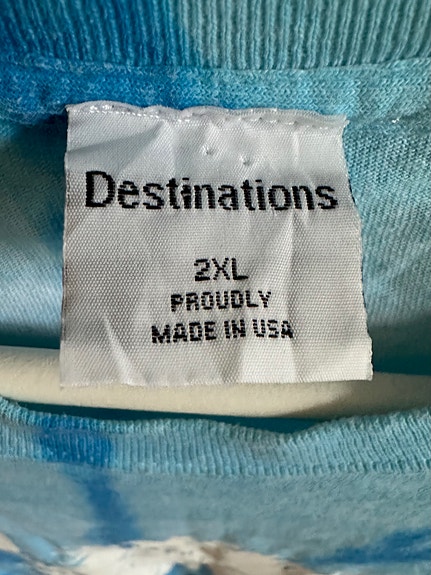 Destinations
2XL
PROUDLY
MADE IN USA